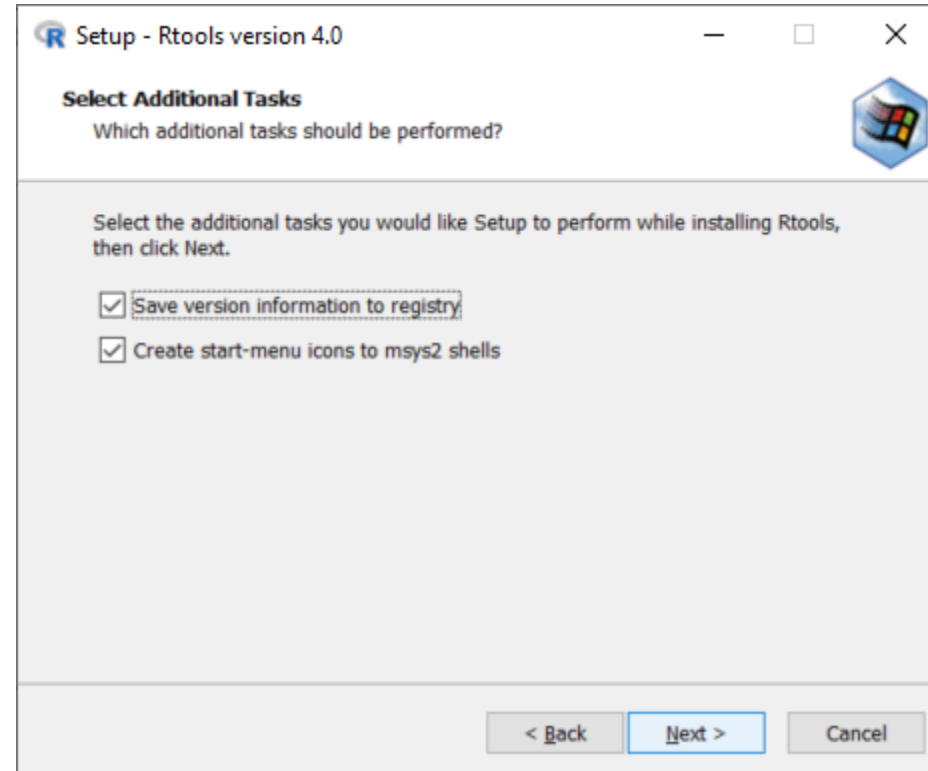 Setup - Rtools version 4.0
Select Additional Tasks
Which additional tasks should be performed?
Select the additional tasks you would like Setup to perform while installing Rtools,
then click Next.
Save version information to registry
Create start-menu icons to msys2 shells
< Back
Next >
Cancel